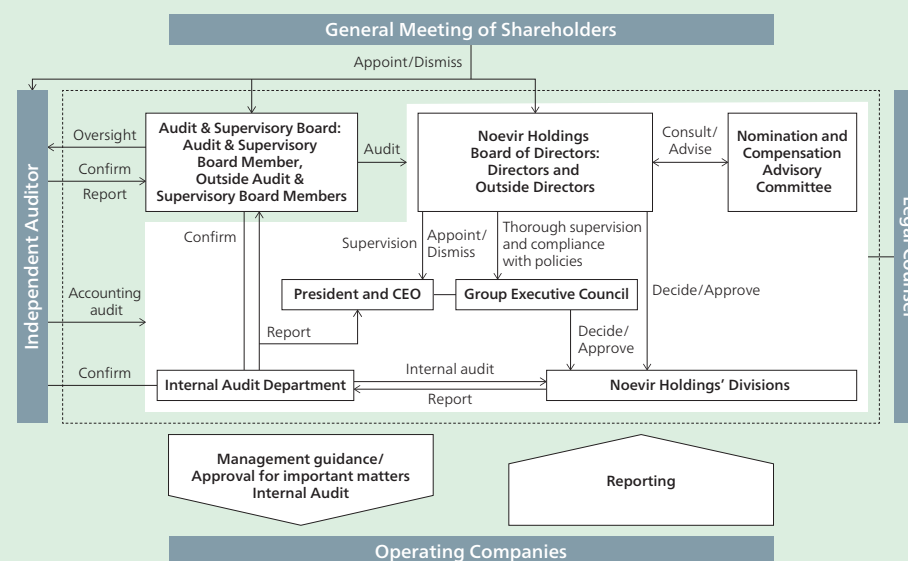 General Meeting of Shareholders
Appoint/Dismiss
Independent Auditor
Oversight
Confirm
Report
Audit & Supervisory Board:
Audit & Supervisory
Board Member,
Outside Audit &
Supervisory Board Members
Audit
Noevir Holdings
Board of Directors:
Directors and
Outside Directors
Consult/
Advise
Nomination and
Compensation
Advisory
Committee
Confirm
Supervision
Appoint/
Dismiss
Thorough supervision
and compliance
with policies
Accounting
audit
President and CEO
Group Executive Council
Decide/Approve
Report
Decide/
Approve
Confirm
Internal Audit Department
Internal audit
Report
Noevir Holdings' Divisions
Management guidance/
Approval for important matters
Internal Audit
Reporting
Operating Companies